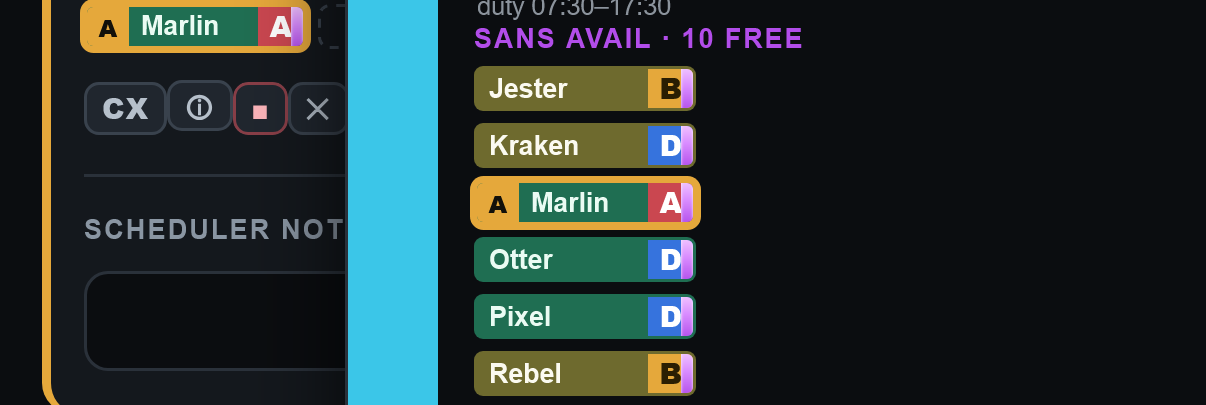 A Marlin A
CX
SCHEDULER NOT
duty 07:30–17:30
SANS AVAIL · 10 FREE
Jester B
Kraken D
A Marlin A
Otter D
Pixel D
Rebel B